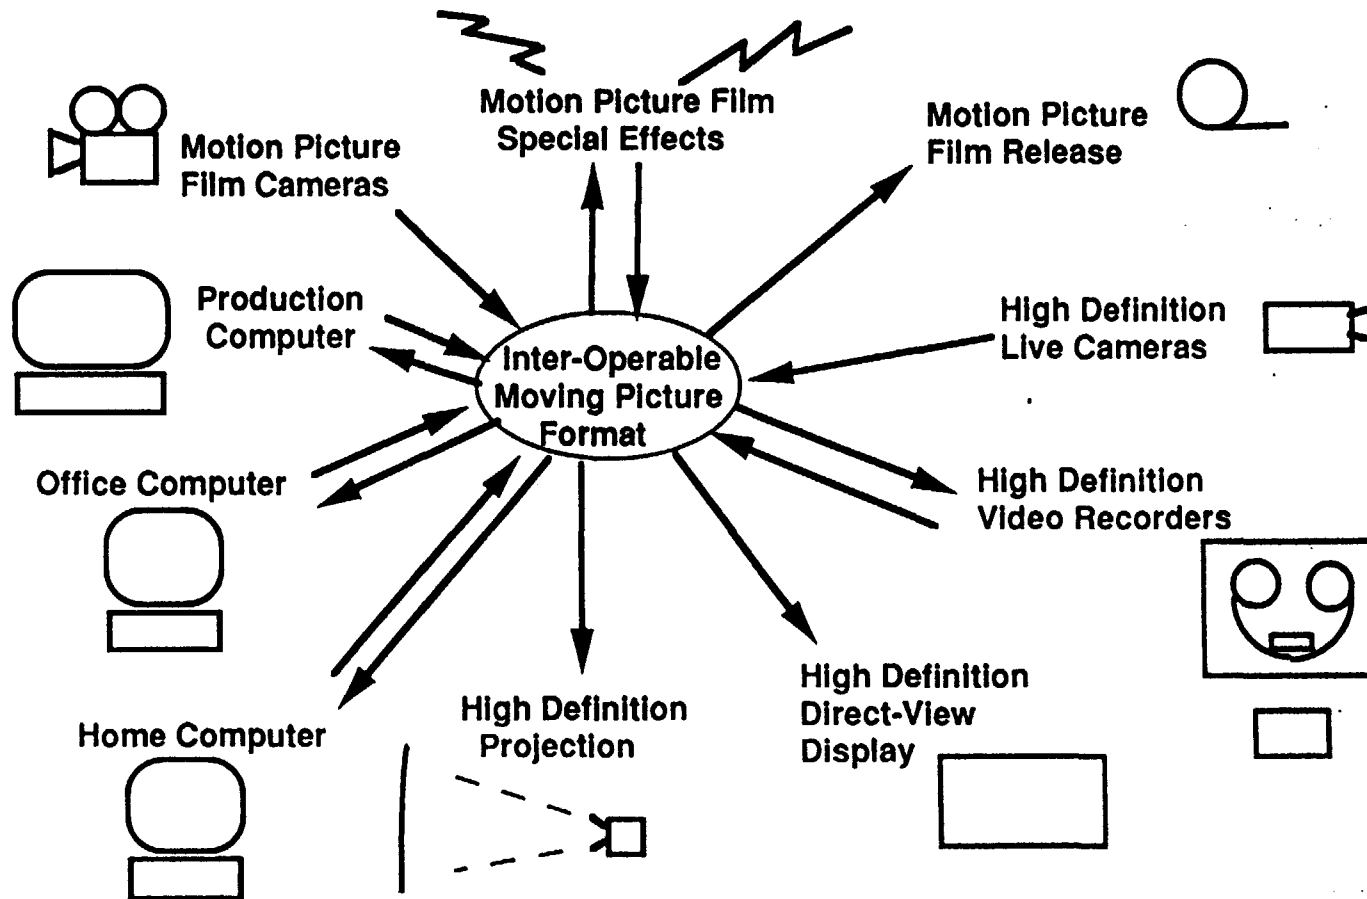 Motion Picture Film
Special Effects
Motion Picture
Film Release
Motion Picture
Film Cameras
Production
Computer
High Definition
Live Cameras
Inter-Operable
Moving Picture
Format
Office Computer
High Definition
Video Recorders
Home Computer
High Definition
Projection
High Definition
Direct-View
Display